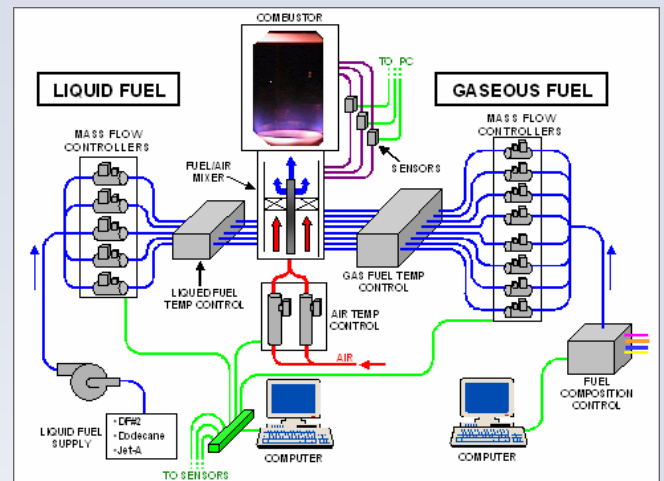 COMBUSTOR
TO PC
LIQUID FUEL
GASEOUS FUEL
MASS FLOW
CONTROLLERS
MASS FLOW
CONTROLLERS
FUEL/AIR
MIXER
SENSORS
LIQUED FUEL
TEMP CONTROL
GAS FUEL TEMP
CONTROL
AIR TEMP
CONTROL
AIR
FUEL
COMPOSITION
CONTROL
LIQUID FUEL
SUPPLY
•DF#2
•Dodecane
•Jet-A
COMPUTER
COMPUTER
TO SENSORS